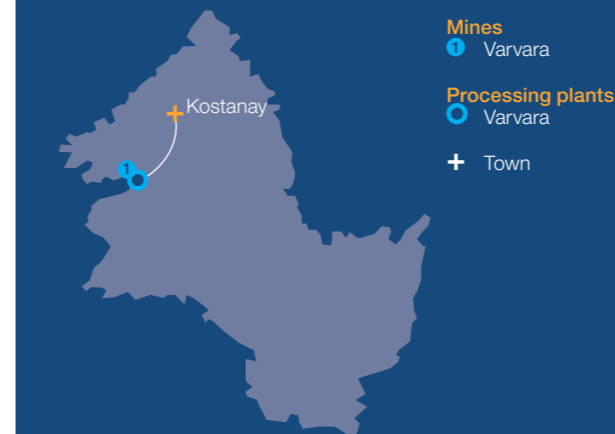 Kostanay
1
Mines
1 Varvara
Processing plants
Varvara
Town